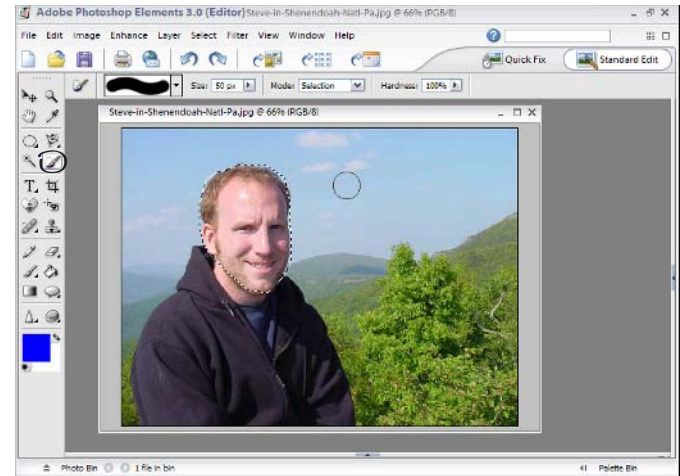 Adobe Photoshop Elements 3.0 (Editor) Steve-in-Shenendoah-Natl-Pa.jpg @ 66% (RGB/8)
File Edit Image Enhance Layer Select Filter View Window Help
Quick Fix Standard Edit
Size: 50 px Mode: Selection Hardness: 100%
Steve-in-Shenendoah-Natl-Pa.jpg @ 66% (RGB/8)
Photo Bin 1 file in bin Palette Bin